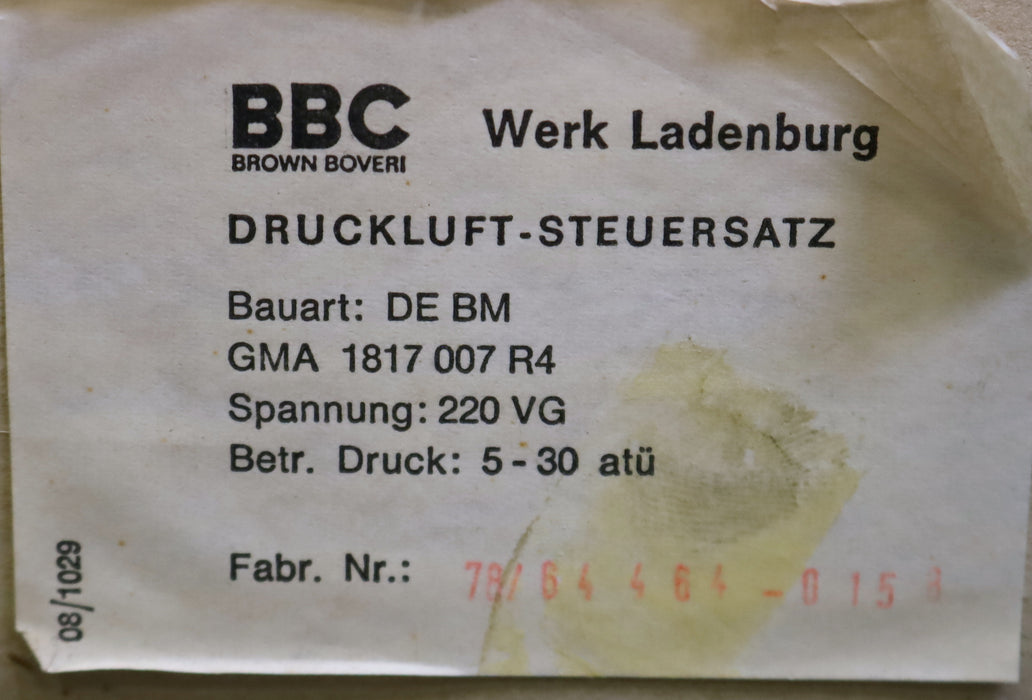 BBC
BROWN BOVERI
Werk Ladenburg
DRUCKLUFT-STEUERSATZ
Bauart: DE BM
GMA 1817 007 R4
Spannung: 220 VG
Betr. Druck: 5 - 30 atü
Fabr. Nr.:
08/1029